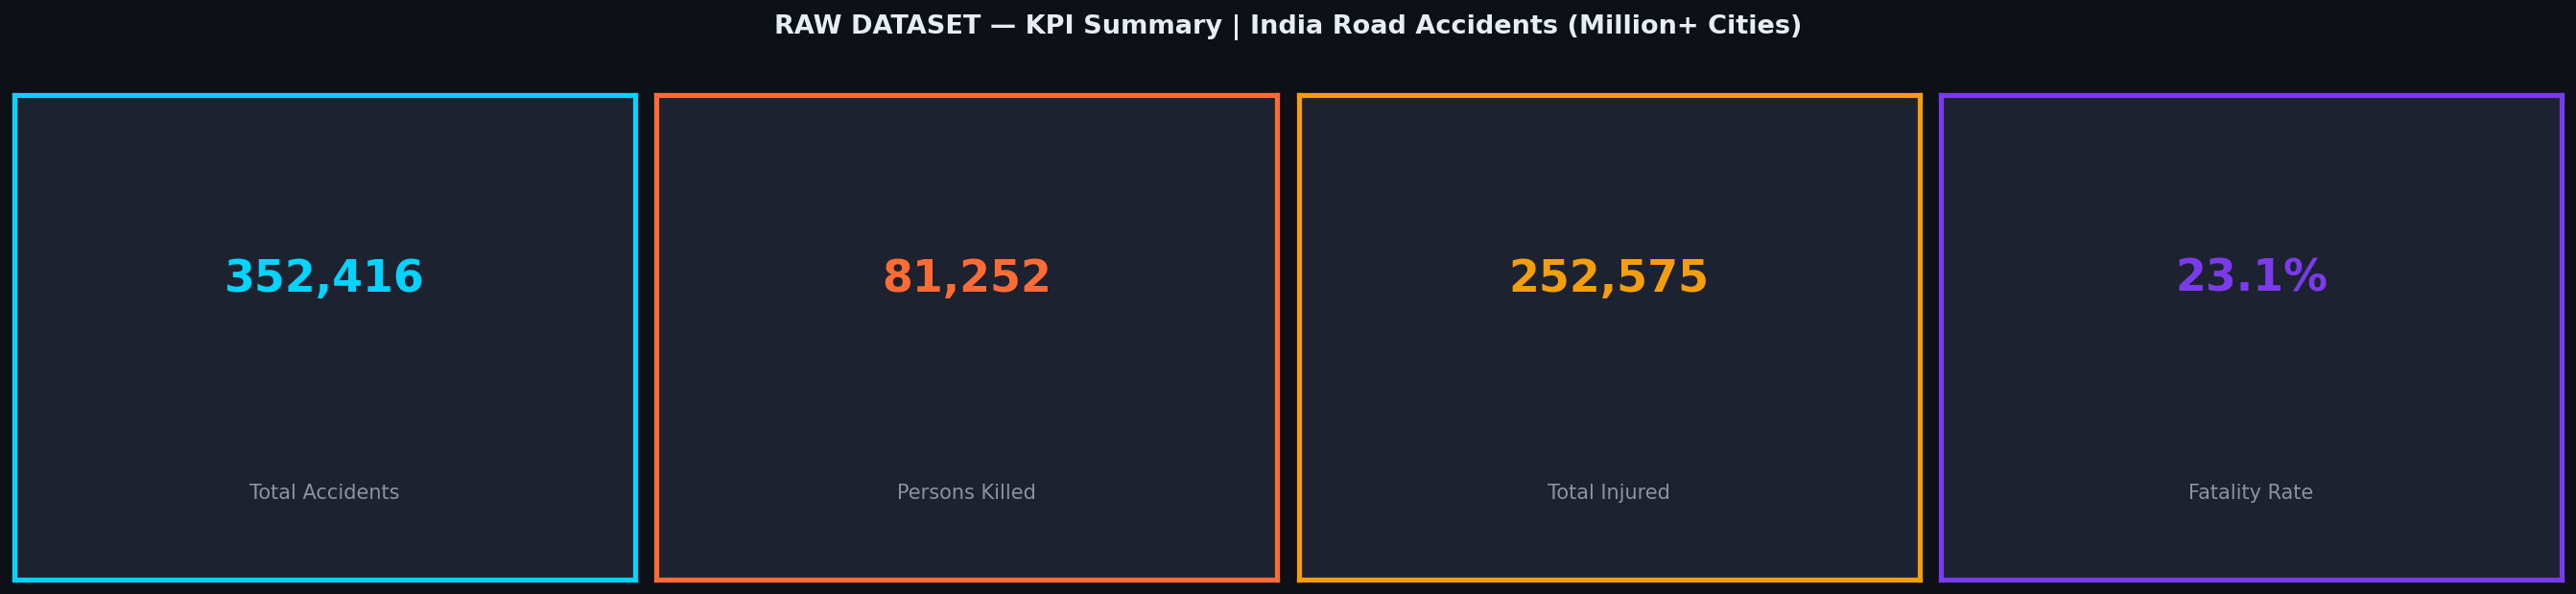 RAW DATASET — KPI Summary | India Road Accidents (Million+ Cities)
352,416
Total Accidents
81,252
Persons Killed
252,575
Total Injured
23.1%
Fatality Rate